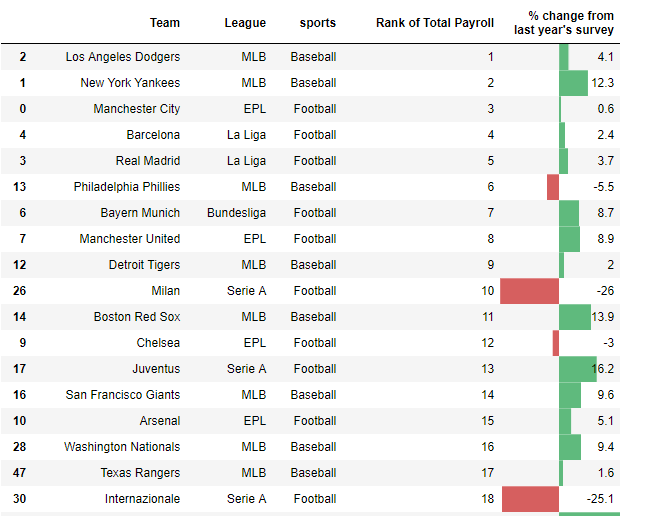 Team League sports Rank of Total Payroll % change from
last year's survey
2 Los Angeles Dodgers MLB Baseball 1 4.1
1 New York Yankees MLB Baseball 2 12.3
0 Manchester City EPL Football 3 0.6
4 Barcelona La Liga Football 4 2.4
3 Real Madrid La Liga Football 5 3.7
13 Philadelphia Phillies MLB Baseball 6 -5.5
6 Bayern Munich Bundesliga Football 7 8.7
7 Manchester United EPL Football 8 8.9
12 Detroit Tigers MLB Baseball 9 2
26 Milan Serie A Football 10 -26
14 Boston Red Sox MLB Baseball 11 13.9
9 Chelsea EPL Football 12 -3
17 Juventus Serie A Football 13 16.2
16 San Francisco Giants MLB Baseball 14 9.6
10 Arsenal EPL Football 15 5.1
28 Washington Nationals MLB Baseball 16 9.4
47 Texas Rangers MLB Baseball 17 1.6
30 Internazionale Serie A Football 18 -25.1